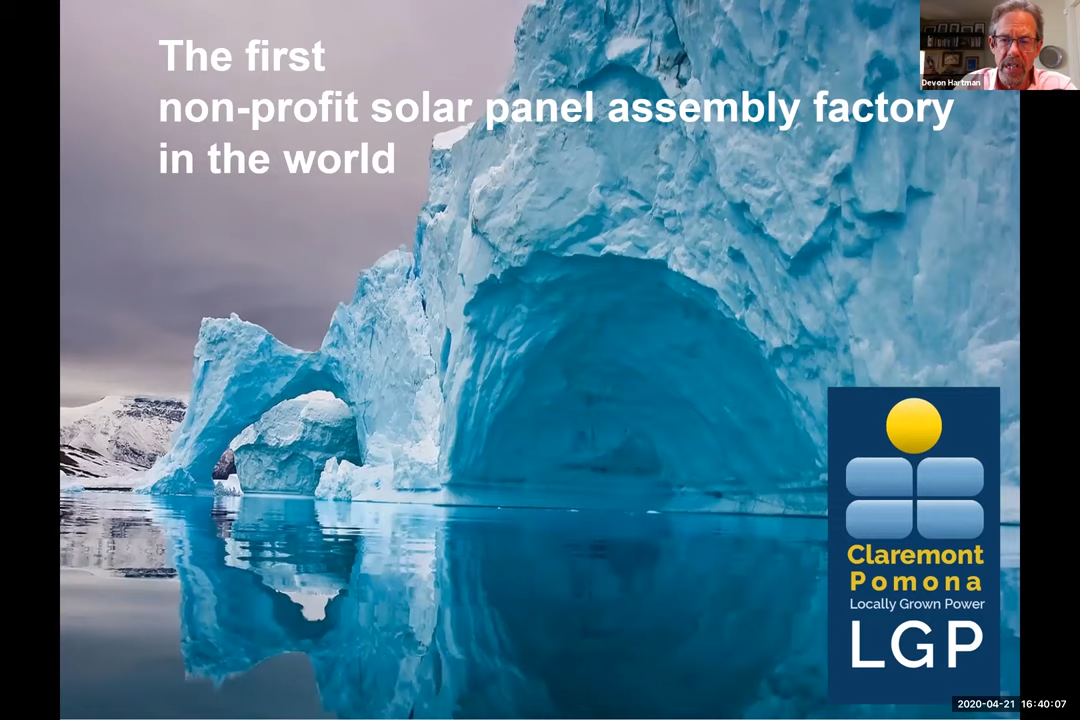 The first
non-profit solar panel assembly factory
in the world
Devon Hartman
Claremont
Pomona
Locally Grown Power
LGP
2020-04-21 16:40:07